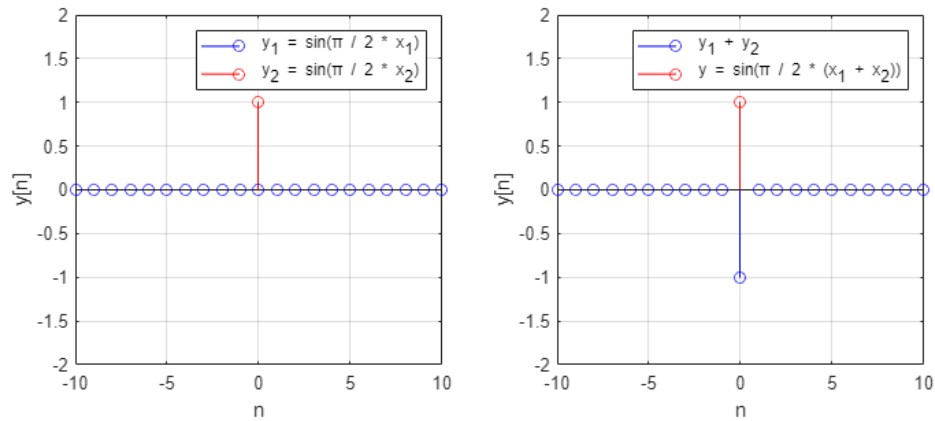 2
1.5
1
0.5
0
-0.5
-1
-1.5
-2
y[n]
-10 -5 0 5 10
n
y₁ = sin(π / 2 * x₁)
y₂ = sin(π / 2 * x₂)
2
1.5
1
0.5
0
-0.5
-1
-1.5
-2
y[n]
-10 -5 0 5 10
n
y₁ + y₂
y = sin(π / 2 * (x₁ + x₂))